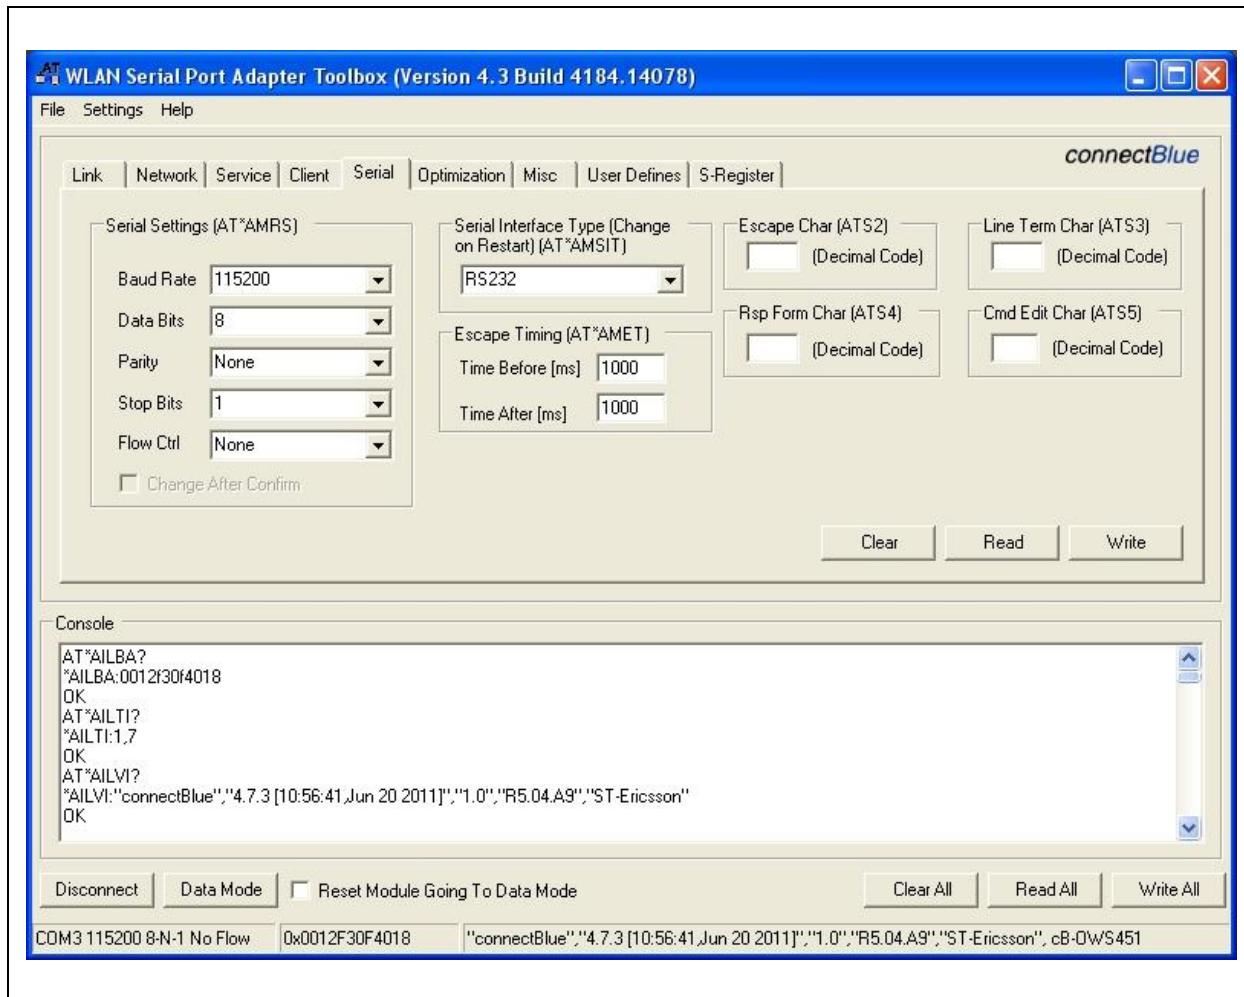 AT WLAN Serial Port Adapter Toolbox (Version 4.3 Build 4184.14078)
File Settings Help
connectBlue
Link Network Service Client Serial Optimization Misc User Defines S-Register
Serial Settings (AT*AMRS)
Baud Rate 115200
Data Bits 8
Parity None
Stop Bits 1
Flow Ctrl None
Change After Confirm
Serial Interface Type (Change
on Restart) (AT*AMSIT)
RS232
Escape Timing (AT*AMET)
Time Before [ms] 1000
Time After [ms] 1000
Escape Char (ATS2)
(Decimal Code)
Line Term Char (ATS3)
(Decimal Code)
Rsp Form Char (ATS4)
(Decimal Code)
Cmd Edit Char (ATS5)
(Decimal Code)
Clear Read Write
Console
AT*AILBA?
*AILBA:0012f30f4018
OK
AT*AILTI?
*AILTI:1,7
OK
AT*AILVI?
*AILVI:"connectBlue","4.7.3 [10:56:41,Jun 20 2011]","1.0","R5.04.A9","ST-Ericsson"
OK
Disconnect Data Mode Reset Module Going To Data Mode Clear All Read All Write All
COM3 115200 8-N-1 No Flow 0x0012F30F4018 "connectBlue","4.7.3 [10:56:41,Jun 20 2011]","1.0","R5.04.A9","ST-Ericsson", cB-OWS451